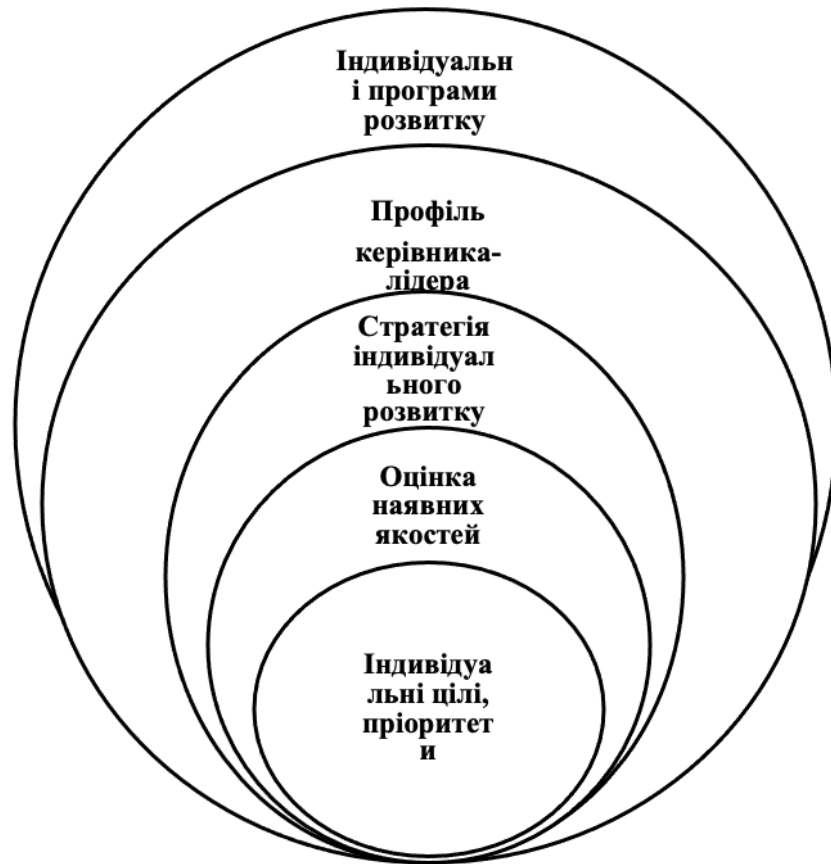 Індивідуальн
і програми
розвитку
Профіль
керівника-
лідера
Стратегія
індивідуал
ьного
розвитку
Оцінка
наявних
якостей
Індивідуа
льні цілі,
пріоритет
и